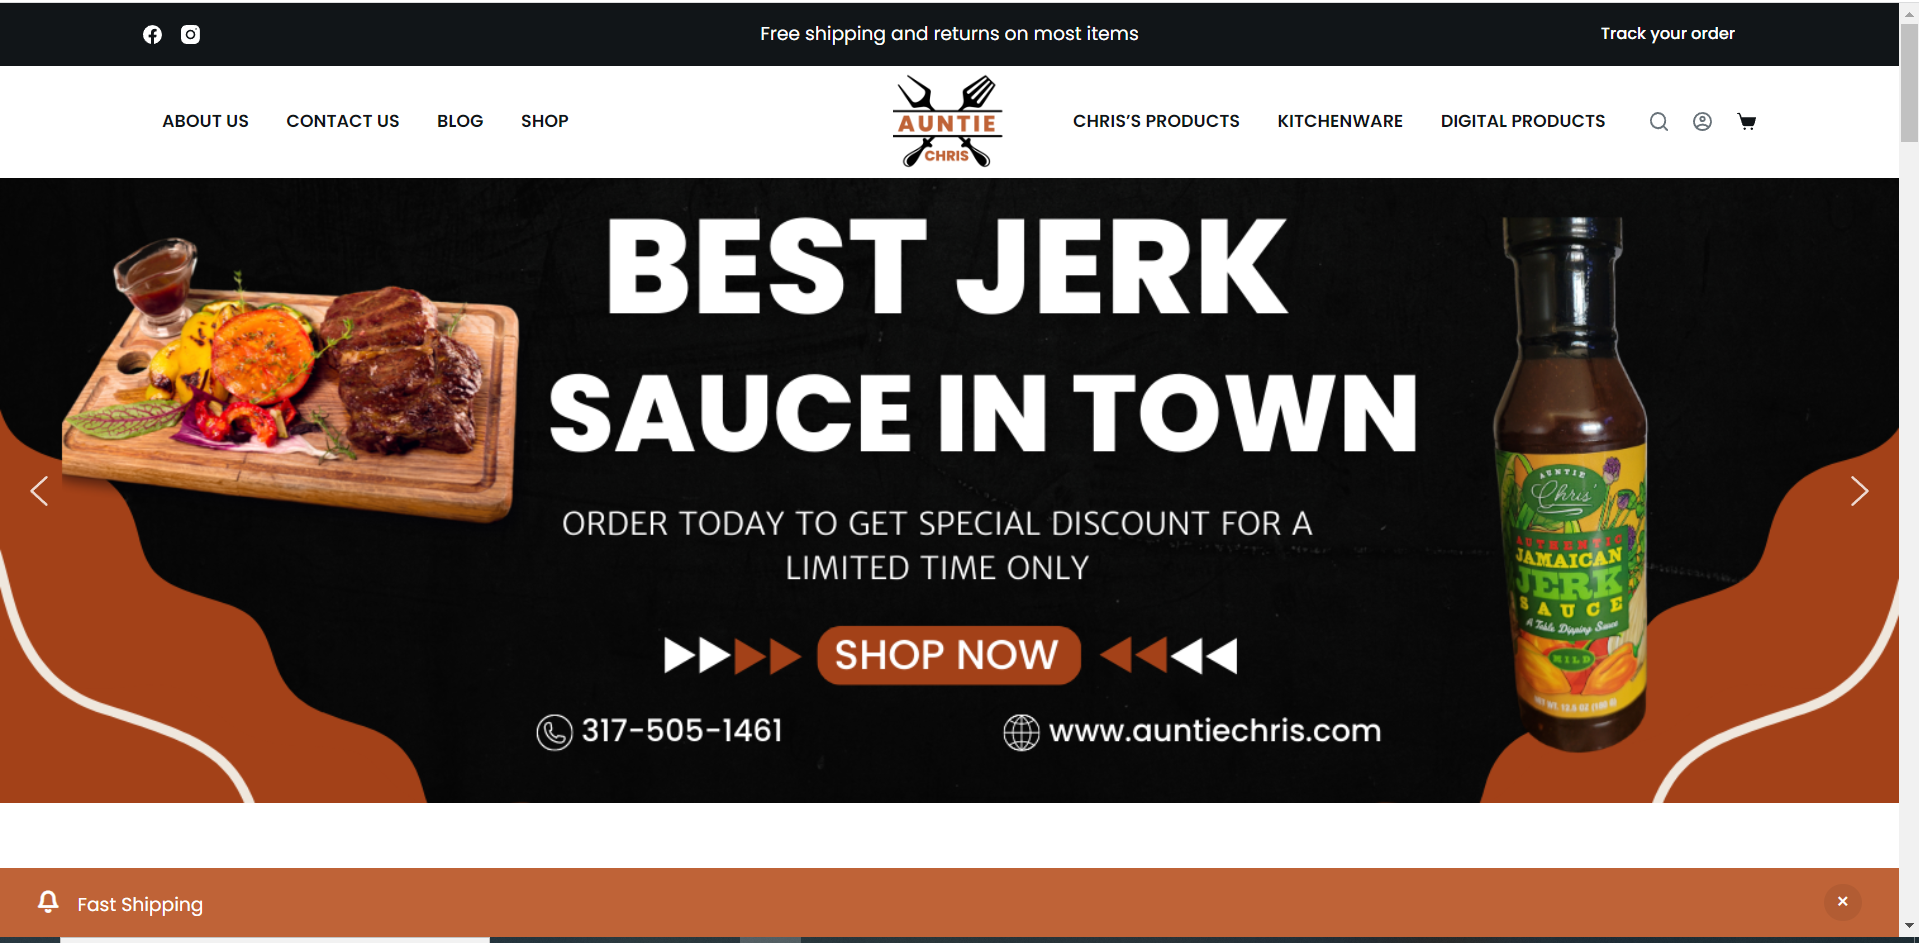 Free shipping and returns on most items
Track your order
ABOUT US
CONTACT US
BLOG
SHOP
AUNTIE
CHRIS
CHRIS'S PRODUCTS
KITCHENWARE
DIGITAL PRODUCTS
BEST JERK
SAUCE IN TOWN
ORDER TODAY TO GET SPECIAL DISCOUNT FOR A
LIMITED TIME ONLY
SHOP NOW
317-505-1461
www.auntiechris.com
AUNTIE
Chris'
AUTHENTIC
JAMAICAN
JERK
SAUCE
A Table Dipping Sauce
MILD
Fast Shipping